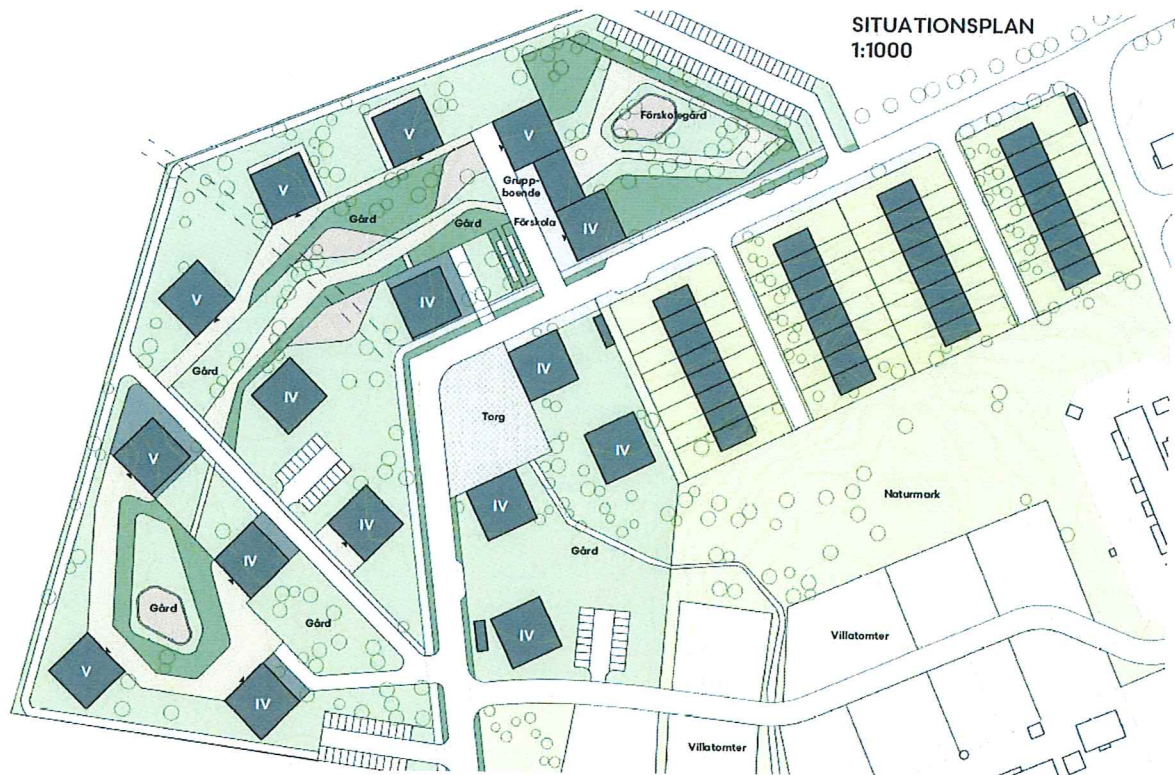 SITUATIONSPLAN
1:1000
Förskolegård
V
V
V
Grupp-
boende
Gård
Gård
Förskola
IV
V
IV
Gård
IV
IV
Torg
IV
V
IV
Naturmark
IV
IV
Gård
Gård
Gård
IV
Villatomter
V
IV
Villatomter